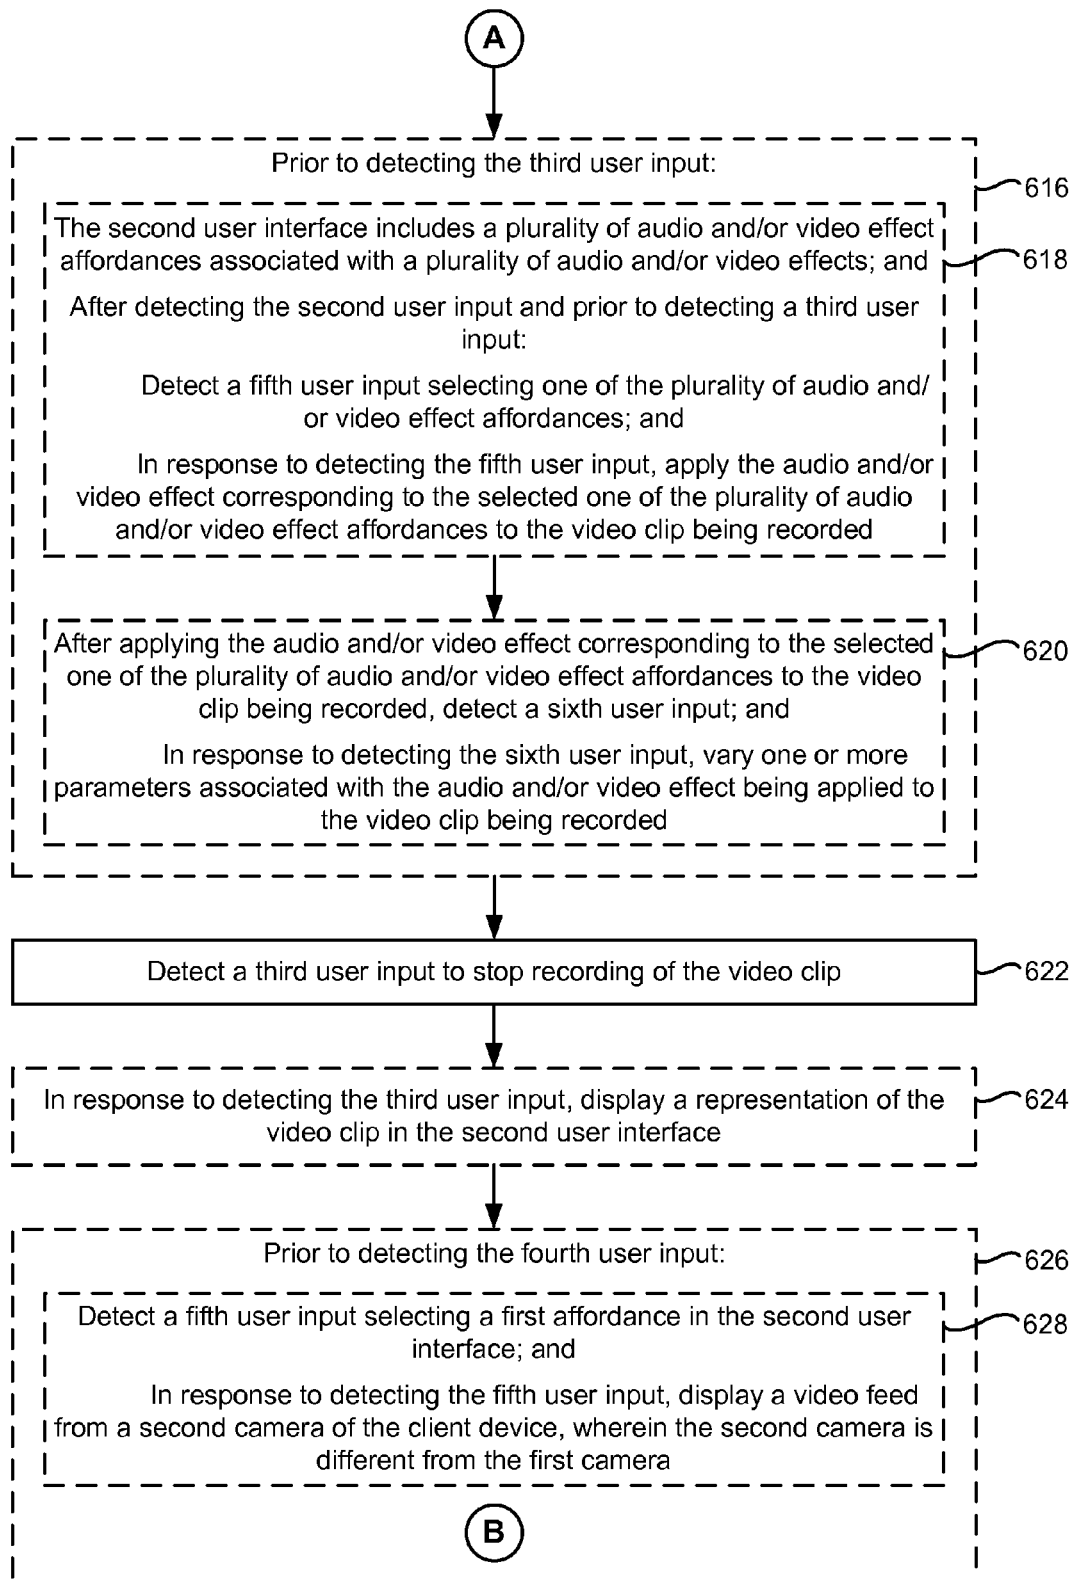 A
Prior to detecting the third user input:
616
The second user interface includes a plurality of audio and/or video effect
affordances associated with a plurality of audio and/or video effects; and
618
After detecting the second user input and prior to detecting a third user
input:
Detect a fifth user input selecting one of the plurality of audio and/
or video effect affordances; and
In response to detecting the fifth user input, apply the audio and/or
video effect corresponding to the selected one of the plurality of audio
and/or video effect affordances to the video clip being recorded
After applying the audio and/or video effect corresponding to the selected
620
one of the plurality of audio and/or video effect affordances to the video
clip being recorded, detect a sixth user input; and
In response to detecting the sixth user input, vary one or more
parameters associated with the audio and/or video effect being applied to
the video clip being recorded
Detect a third user input to stop recording of the video clip
622
In response to detecting the third user input, display a representation of the
624
video clip in the second user interface
Prior to detecting the fourth user input:
626
Detect a fifth user input selecting a first affordance in the second user
628
interface; and
In response to detecting the fifth user input, display a video feed
from a second camera of the client device, wherein the second camera is
different from the first camera
B